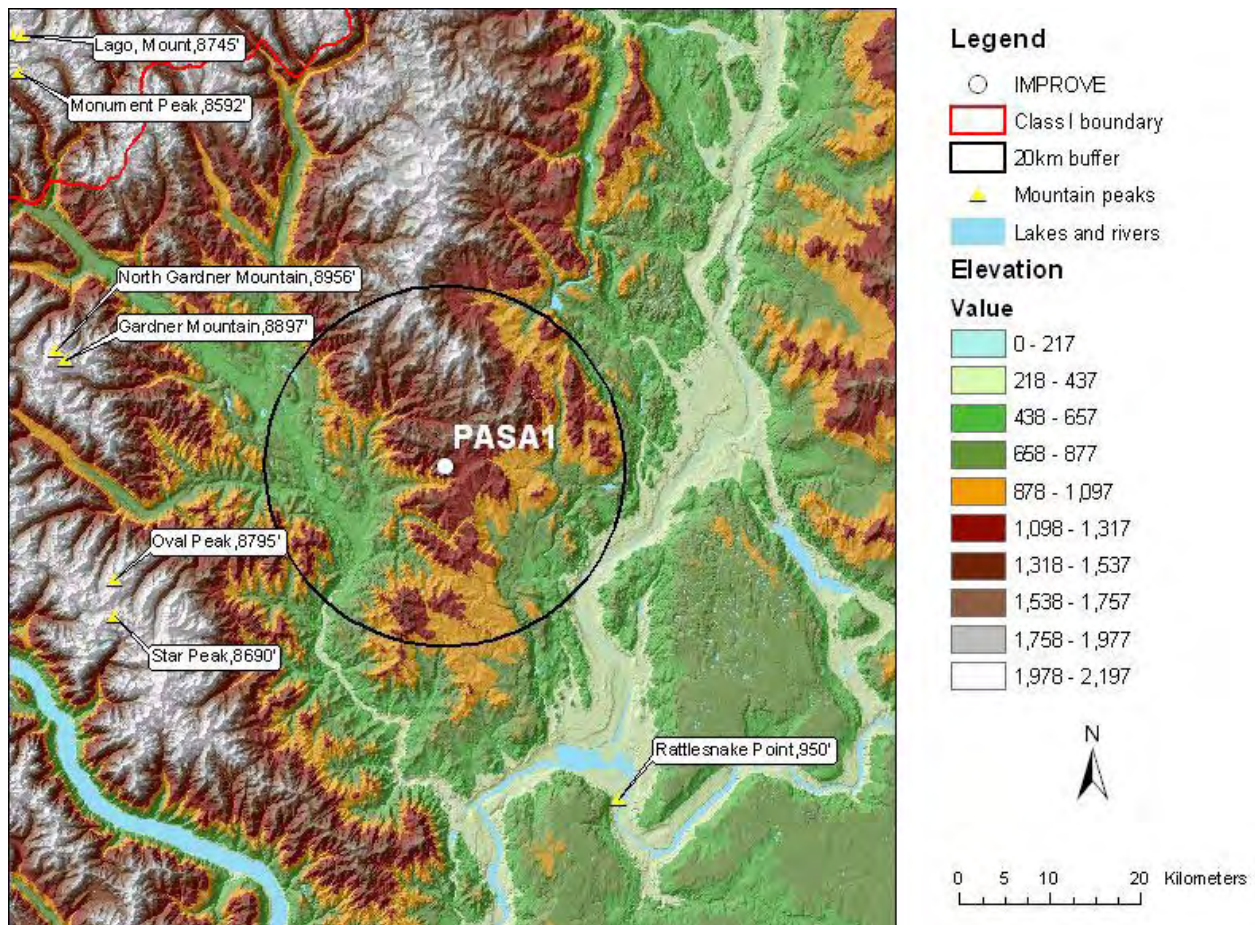 Lago, Mount,8745'
Monument Peak,8592'
North Gardner Mountain,8956'
Gardner Mountain,8897'
PASA1
Oval Peak,8795'
Star Peak,8690'
Rattlesnake Point,950'
Legend
IMPROVE
Class I boundary
20km buffer
Mountain peaks
Lakes and rivers
Elevation
Value
0 - 217
218 - 437
438 - 657
658 - 877
878 - 1,097
1,098 - 1,317
1,318 - 1,537
1,538 - 1,757
1,758 - 1,977
1,978 - 2,197
N
0 5 10 20 Kilometers